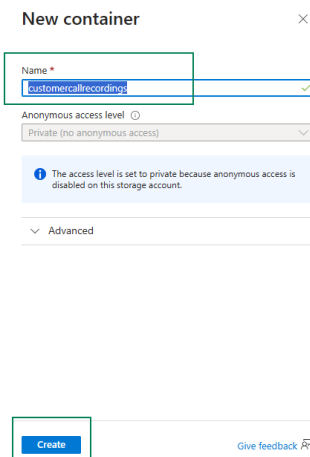 New container
Name *
customercallrecordings
Anonymous access level
Private (no anonymous access)
The access level is set to private because anonymous access is
disabled on this storage account.
Advanced
Create
Give feedback